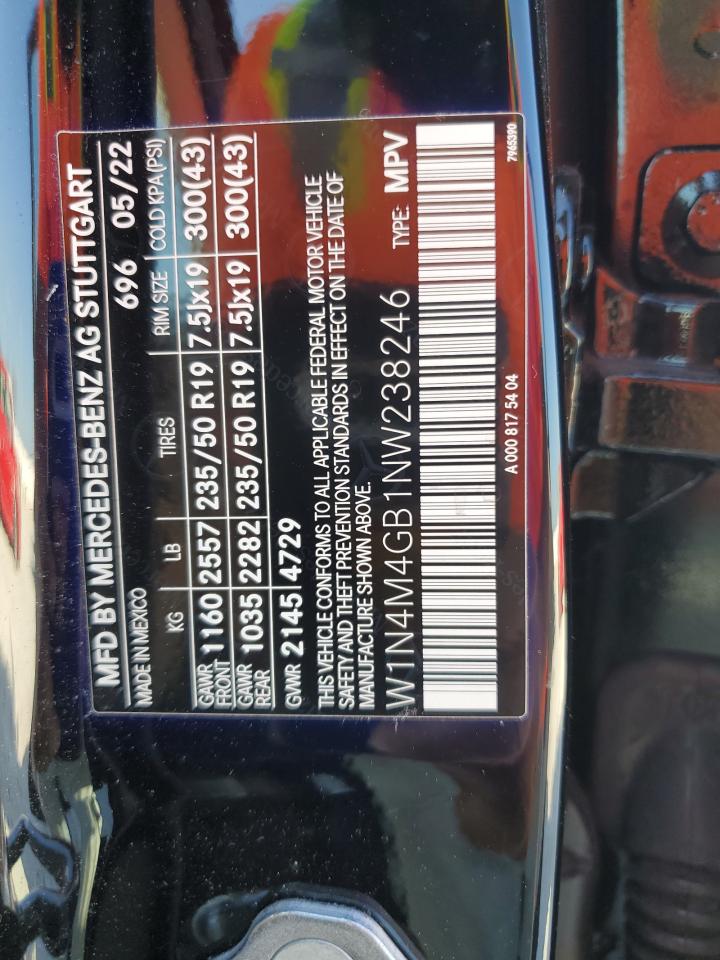 MFD BY MERCEDES-BENZ AG STUTTGART
696 05/22
MADE IN MEXICO
KG LB TIRES RIM SIZE COLD KPA (PSI)
GAWR FRONT 1160 2557 235/50 R19 7.5Jx19 300(43)
GAWR REAR 1035 2282 235/50 R19 7.5Jx19 300(43)
GVWR 2145 4729
THIS VEHICLE CONFORMS TO ALL APPLICABLE FEDERAL MOTOR VEHICLE
SAFETY AND THEFT PREVENTION STANDARDS IN EFFECT ON THE DATE OF
MANUFACTURE SHOWN ABOVE.
W1N4M4GB1NW238246 TYPE: MPV
A 000 817 54 04
7965390